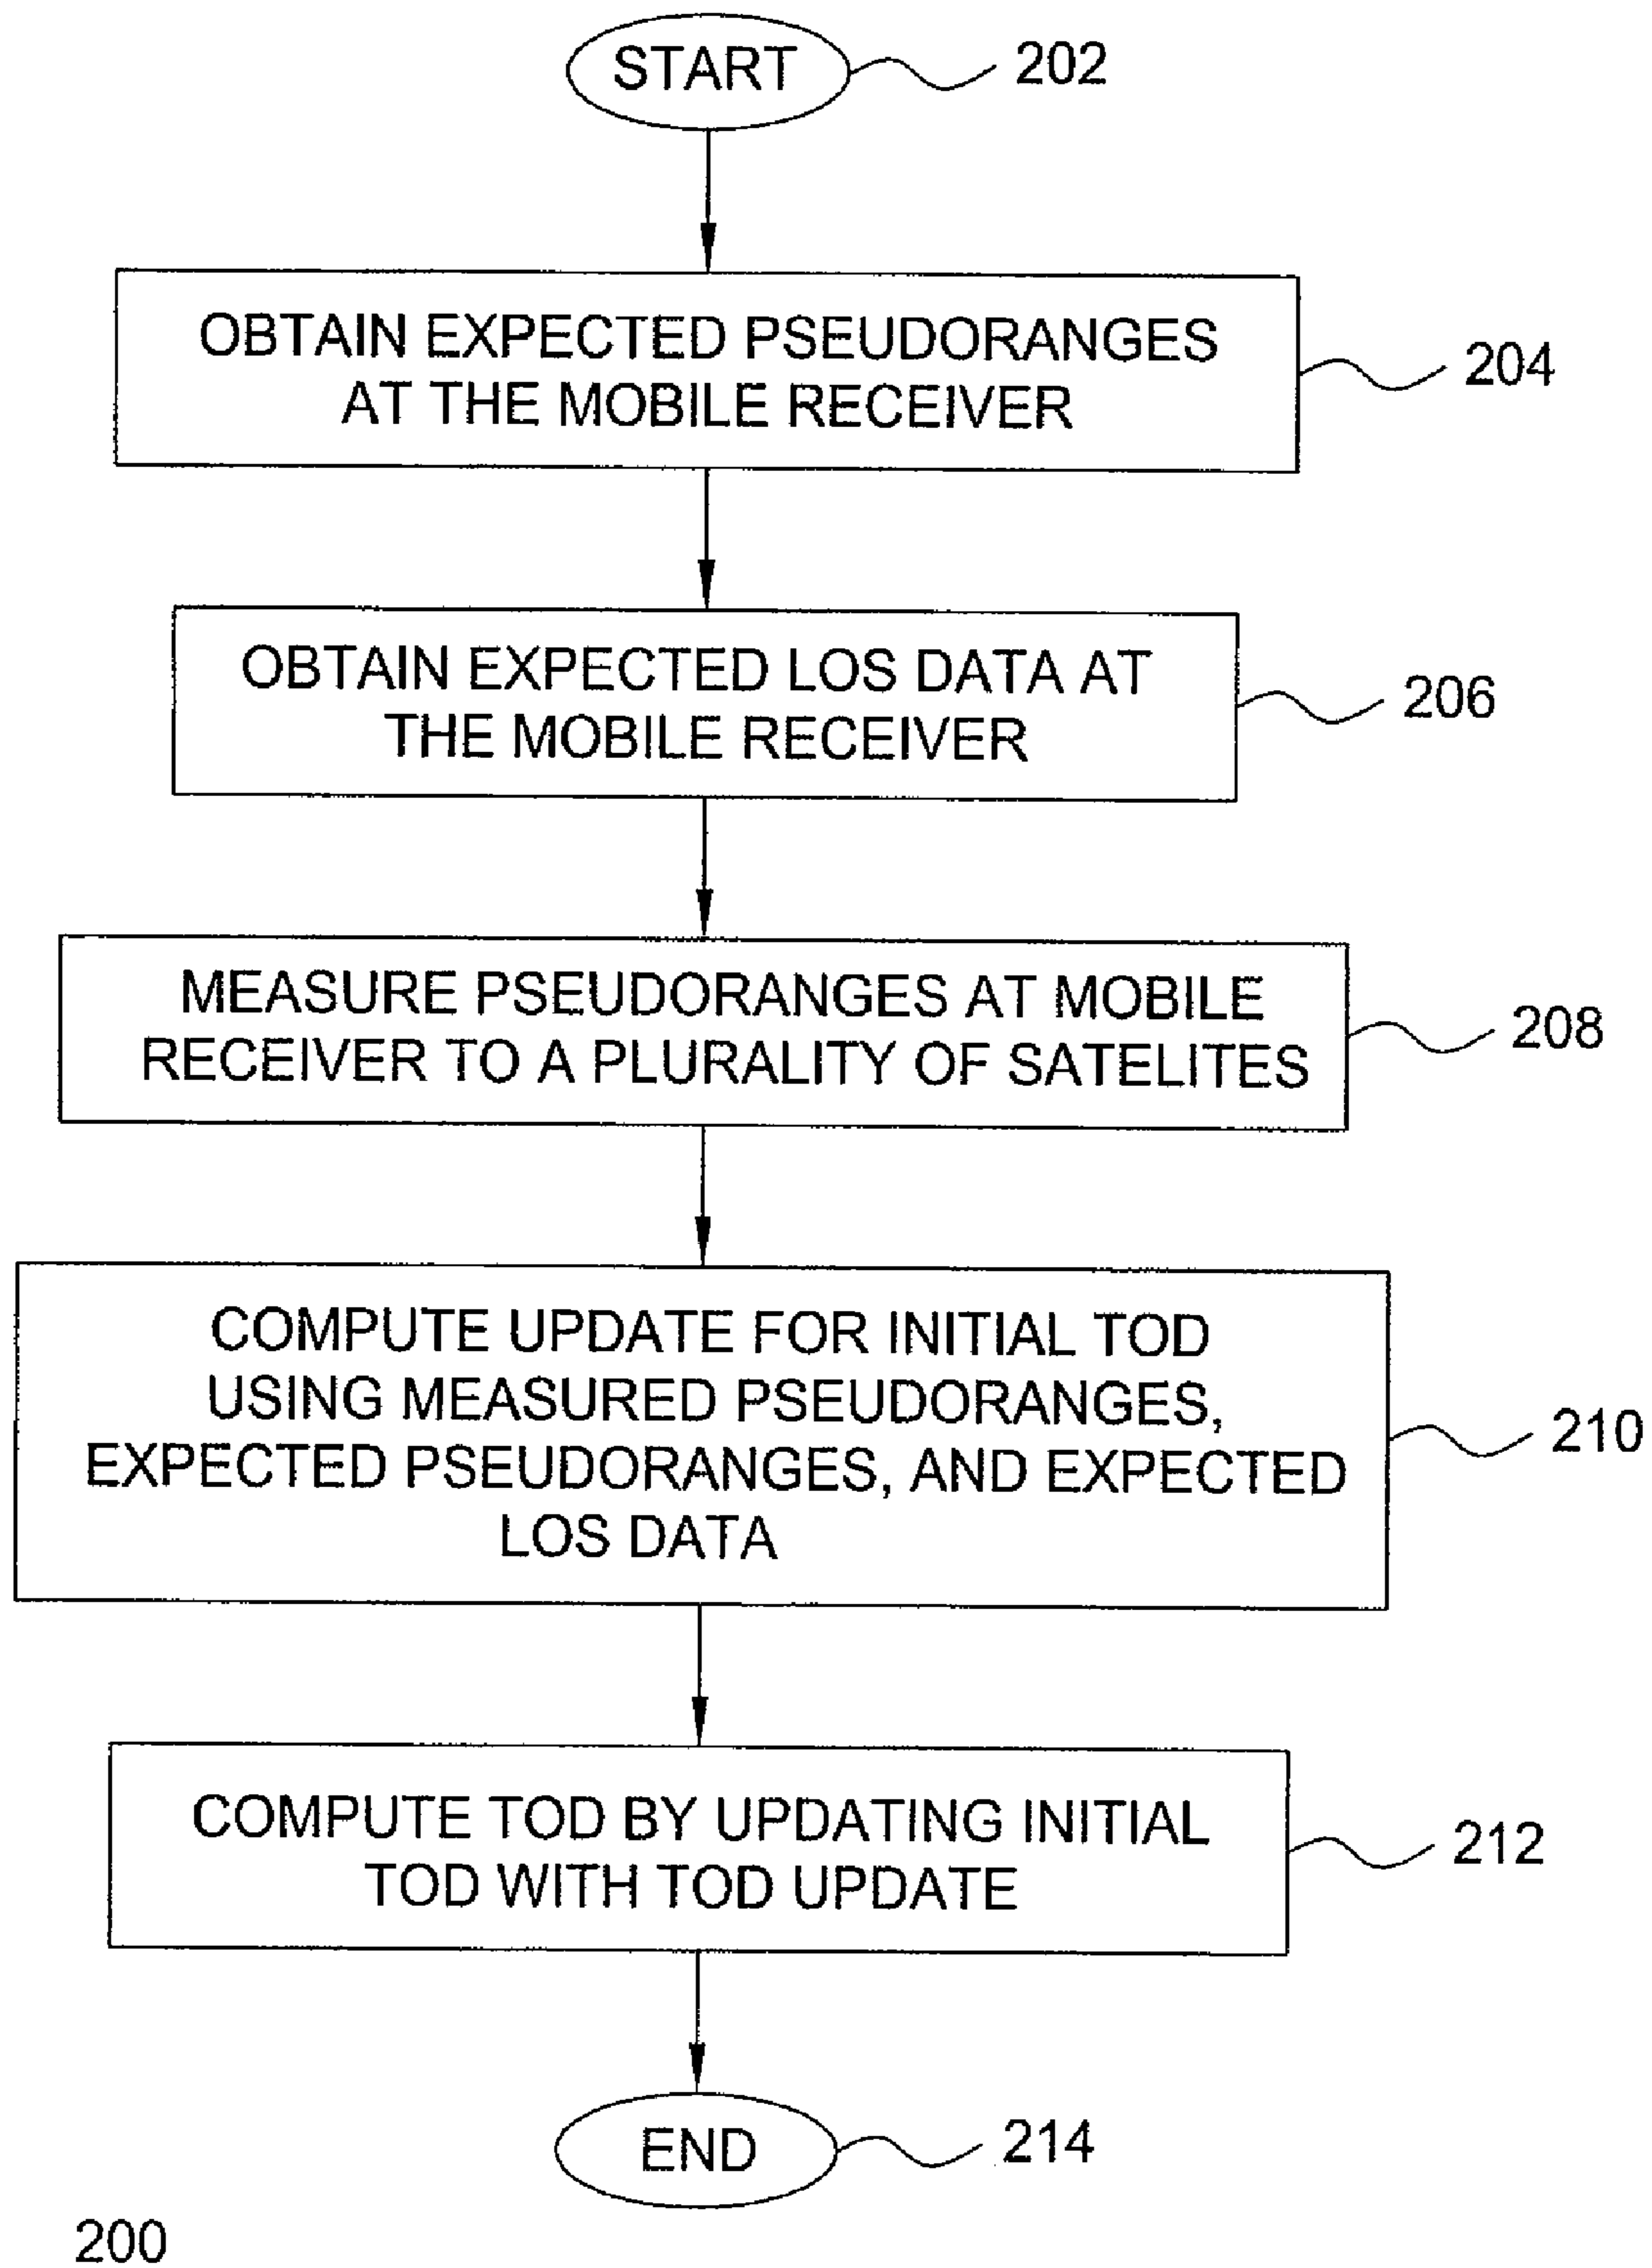 START
202
OBTAIN EXPECTED PSEUDORANGES
AT THE MOBILE RECEIVER
204
OBTAIN EXPECTED LOS DATA AT
THE MOBILE RECEIVER
206
MEASURE PSEUDORANGES AT MOBILE
RECEIVER TO A PLURALITY OF SATELITES
208
COMPUTE UPDATE FOR INITIAL TOD
USING MEASURED PSEUDORANGES,
EXPECTED PSEUDORANGES, AND EXPECTED
LOS DATA
210
COMPUTE TOD BY UPDATING INITIAL
TOD WITH TOD UPDATE
212
END
214
200